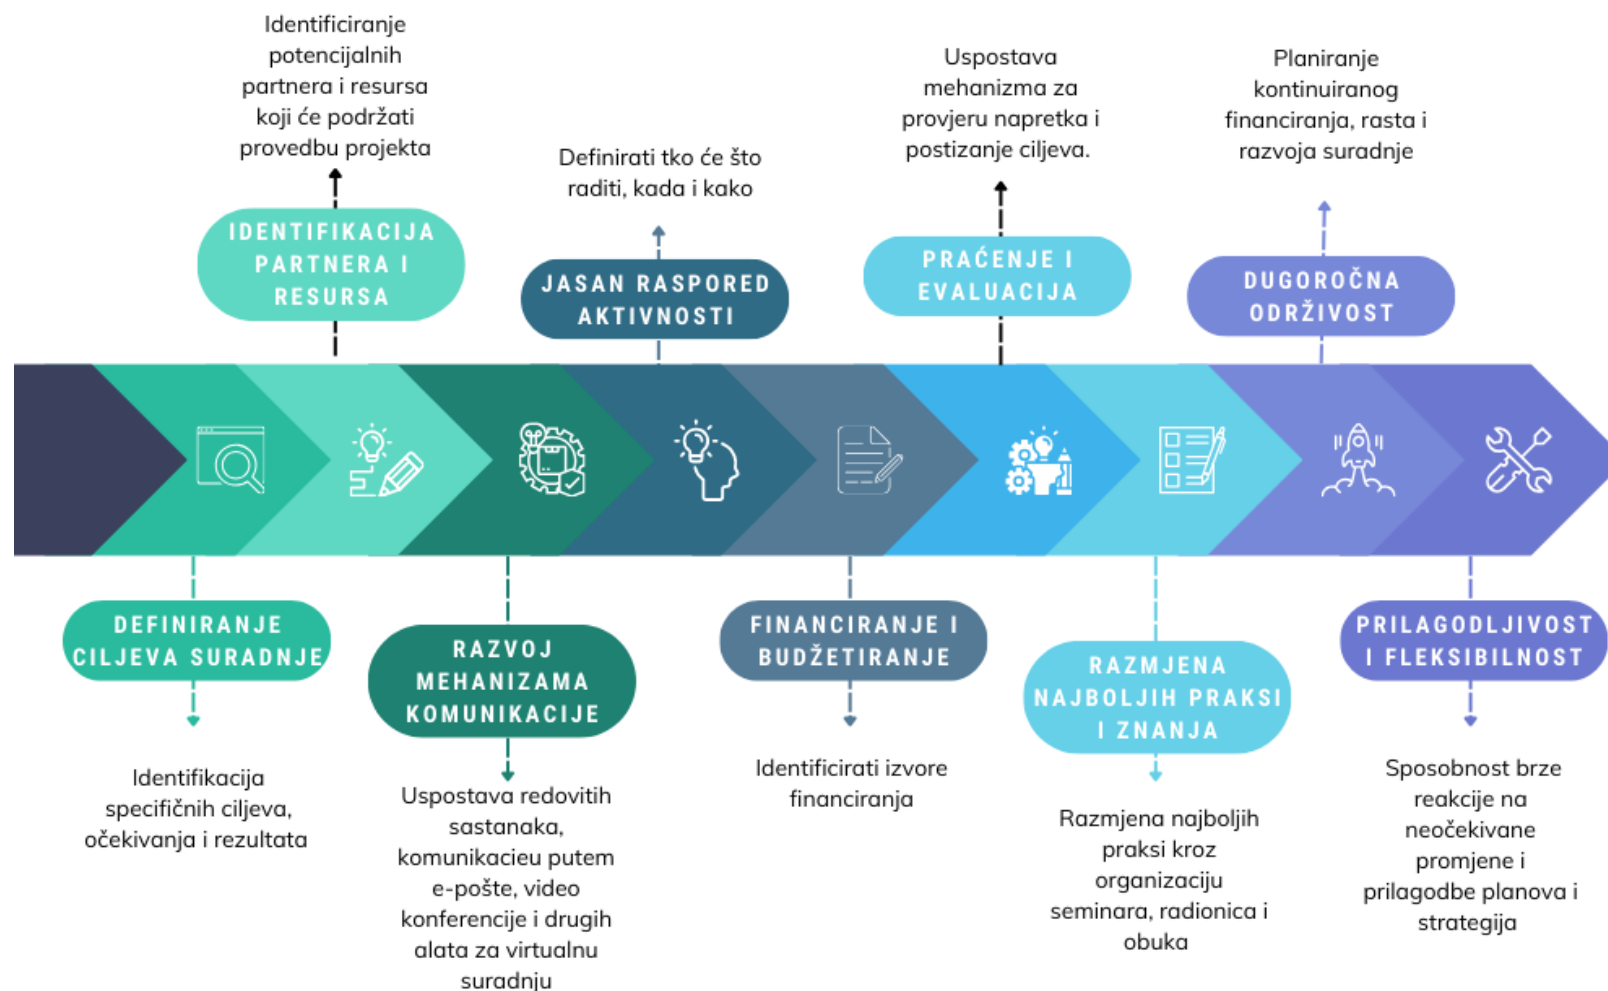 Identificiranje
potencijalnih
partnera i resursa
koji će podržati
provedbu projekta
IDENTIFIKACIJA
PARTNERA I
RESURSA
Definirati tko će što
raditi, kada i kako
JASAN RASPORED
AKTIVNOSTI
Uspostava
mehanizma za
provjeru napretka i
postizanje ciljeva.
PRAĆENJE I
EVALUACIJA
Planiranje
kontinuiranog
financiranja, rasta i
razvoja suradnje
DUGOROČNA
ODRŽIVOST
DEFINIRANJE
CILJEVA SURADNJE
Identifikacija
specifičnih ciljeva,
očekivanja i rezultata
RAZVOJ
MEHANIZAMA
KOMUNIKACIJE
Uspostava redovitih
sastanaka,
komunikacieu putem
e-pošte, video
konferencije i drugih
alata za virtualnu
suradnju
FINANCIRANJE I
BUDŽETIRANJE
Identificirati izvore
financiranja
RAZMJENA
NAJBOLJIH PRAKSI
I ZNANJA
Razmjena najboljih
praksi kroz
organizaciju
seminara, radionica i
obuka
PRILAGODLJIVOST
I FLEKSIBILNOST
Sposobnost brze
reakcije na
neočekivane
promjene i
prilagodbe planova i
strategija